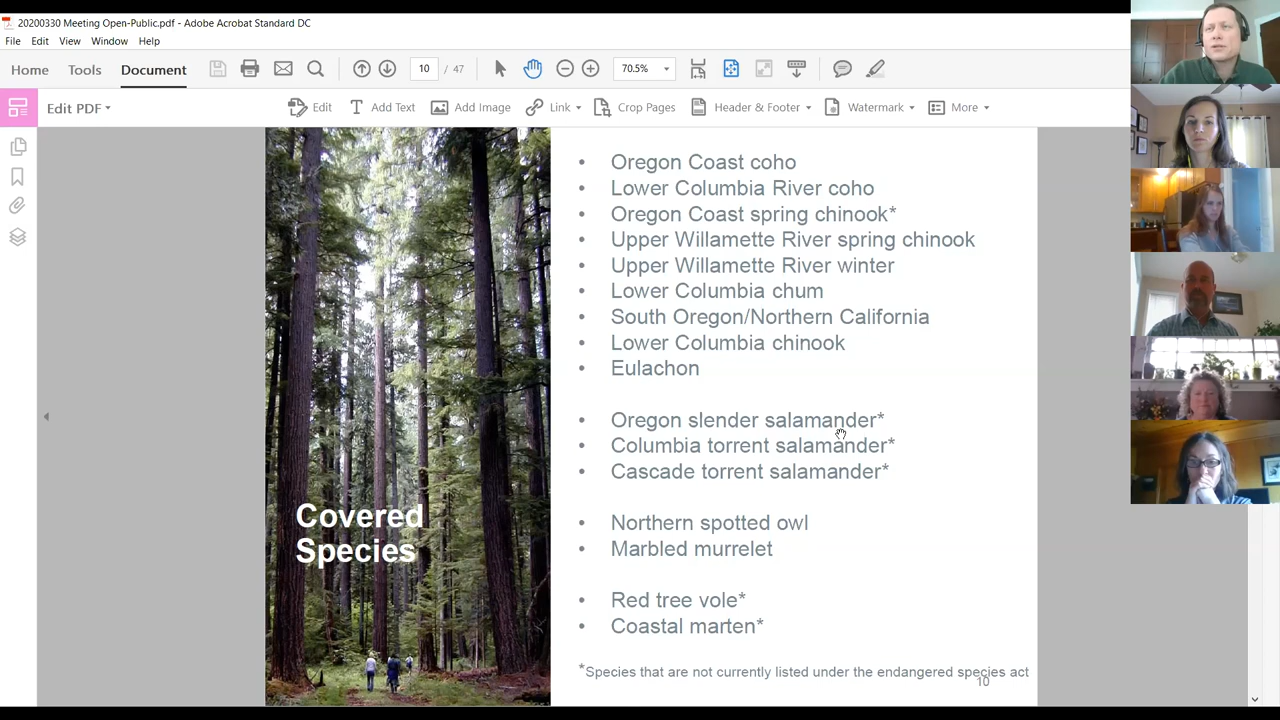 20200330 Meeting Open-Public.pdf - Adobe Acrobat Standard DC
File Edit View Window Help
Home Tools Document 10 / 47 70.5%
Edit PDF Edit Add Text Add Image Link Crop Pages Header & Footer Watermark More
• Oregon Coast coho
• Lower Columbia River coho
• Oregon Coast spring chinook*
• Upper Willamette River spring chinook
• Upper Willamette River winter
• Lower Columbia chum
• South Oregon/Northern California
• Lower Columbia chinook
• Eulachon
• Oregon slender salamander*
• Columbia torrent salamander*
• Cascade torrent salamander*
• Northern spotted owl
• Marbled murrelet
• Red tree vole*
• Coastal marten*
*Species that are not currently listed under the endangered species act
10
Covered
Species